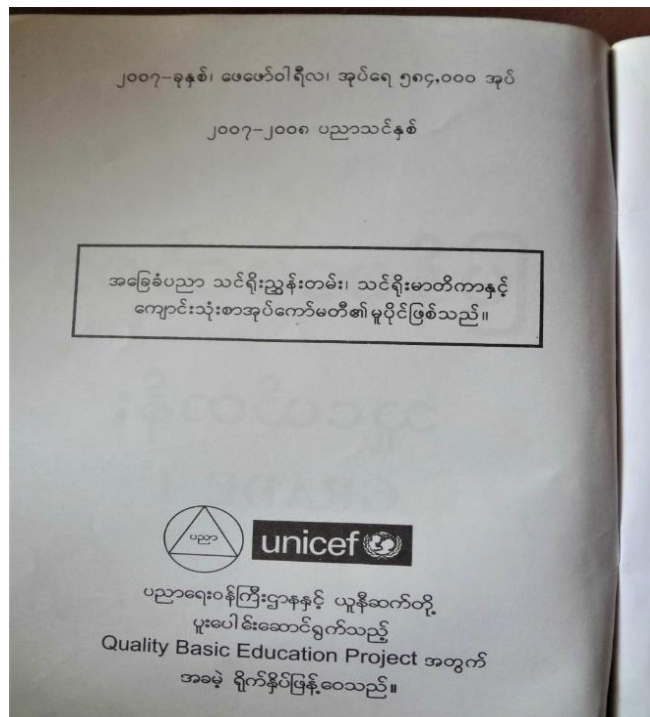 ၂၀၀၇-ခုနှစ်၊ ဖေဖော်ဝါရီလ၊ အုပ်ရေ ၅၈၄,၀၀၀ အုပ်
၂၀၀၇-၂၀၀၈ ပညာသင်နှစ်
အခြေခံပညာ သင်ရိုးညွှန်းတမ်း၊ သင်ရိုးမာတိကာနှင့်
ကျောင်းသုံးစာအုပ်ကော်မတီ၏ မူပိုင်ဖြစ်သည်။
ပညာ
unicef
ပညာရေးဝန်ကြီးဌာနနှင့် ယူနီဆက်တို့
ပူးပေါင်းဆောင်ရွက်သည့်
Quality Basic Education Project အတွက်
အခမဲ့ ရိုက်နှိပ်ဖြန့်ဝေသည်။